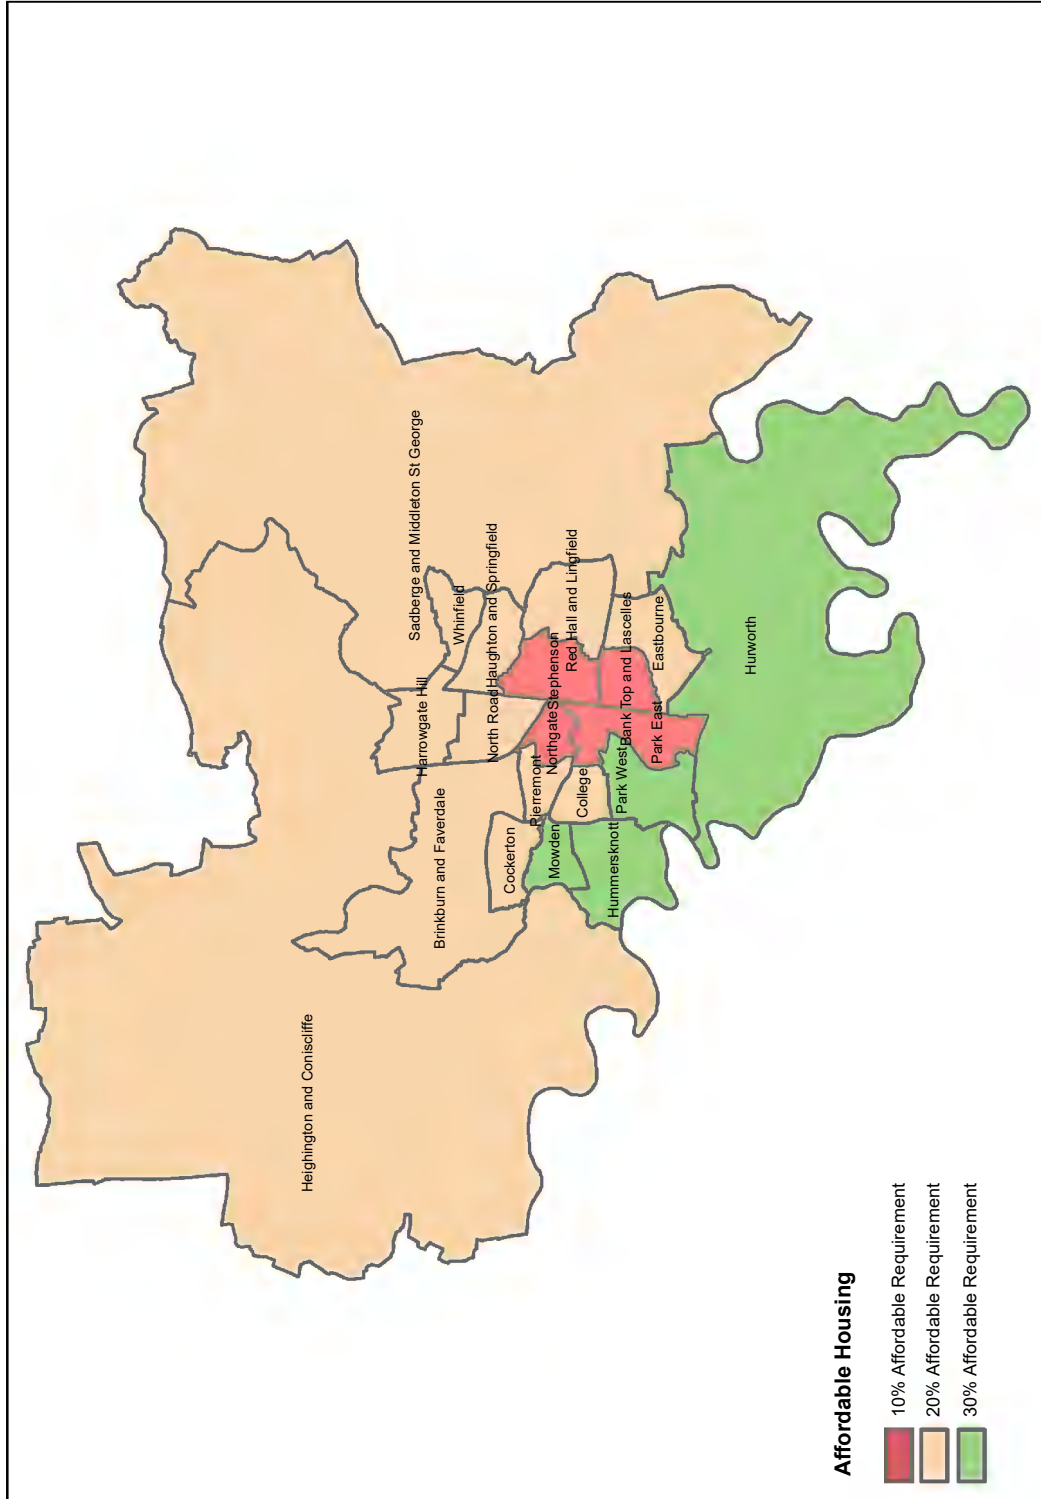 Sadberge and Middleton St George
Whinfield
Haughton and Springfield
Red Hall and Lingfield
Harrowgate Hill
North Road
Stephenson
Northgate
Bank Top and Lascelles
Eastbourne
Park East
Park West
Pierremont
College
Brinkburn and Faverdale
Cockerton
Mowden
Hummersknott
Hurworth
Heighington and Coniscliffe
Affordable Housing
10% Affordable Requirement
20% Affordable Requirement
30% Affordable Requirement